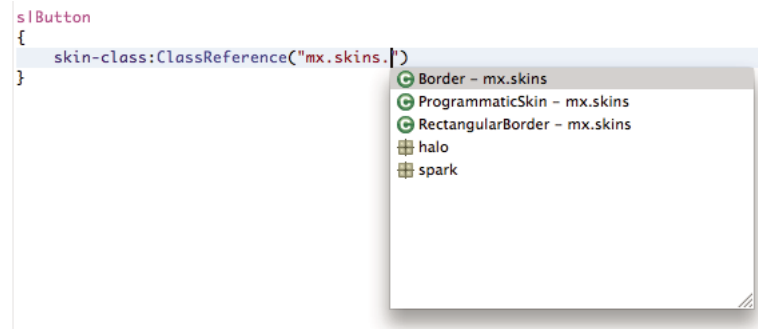 s|Button
{
skin-class:ClassReference("mx.skins.")
}
Border – mx.skins
ProgrammaticSkin – mx.skins
RectangularBorder – mx.skins
halo
spark